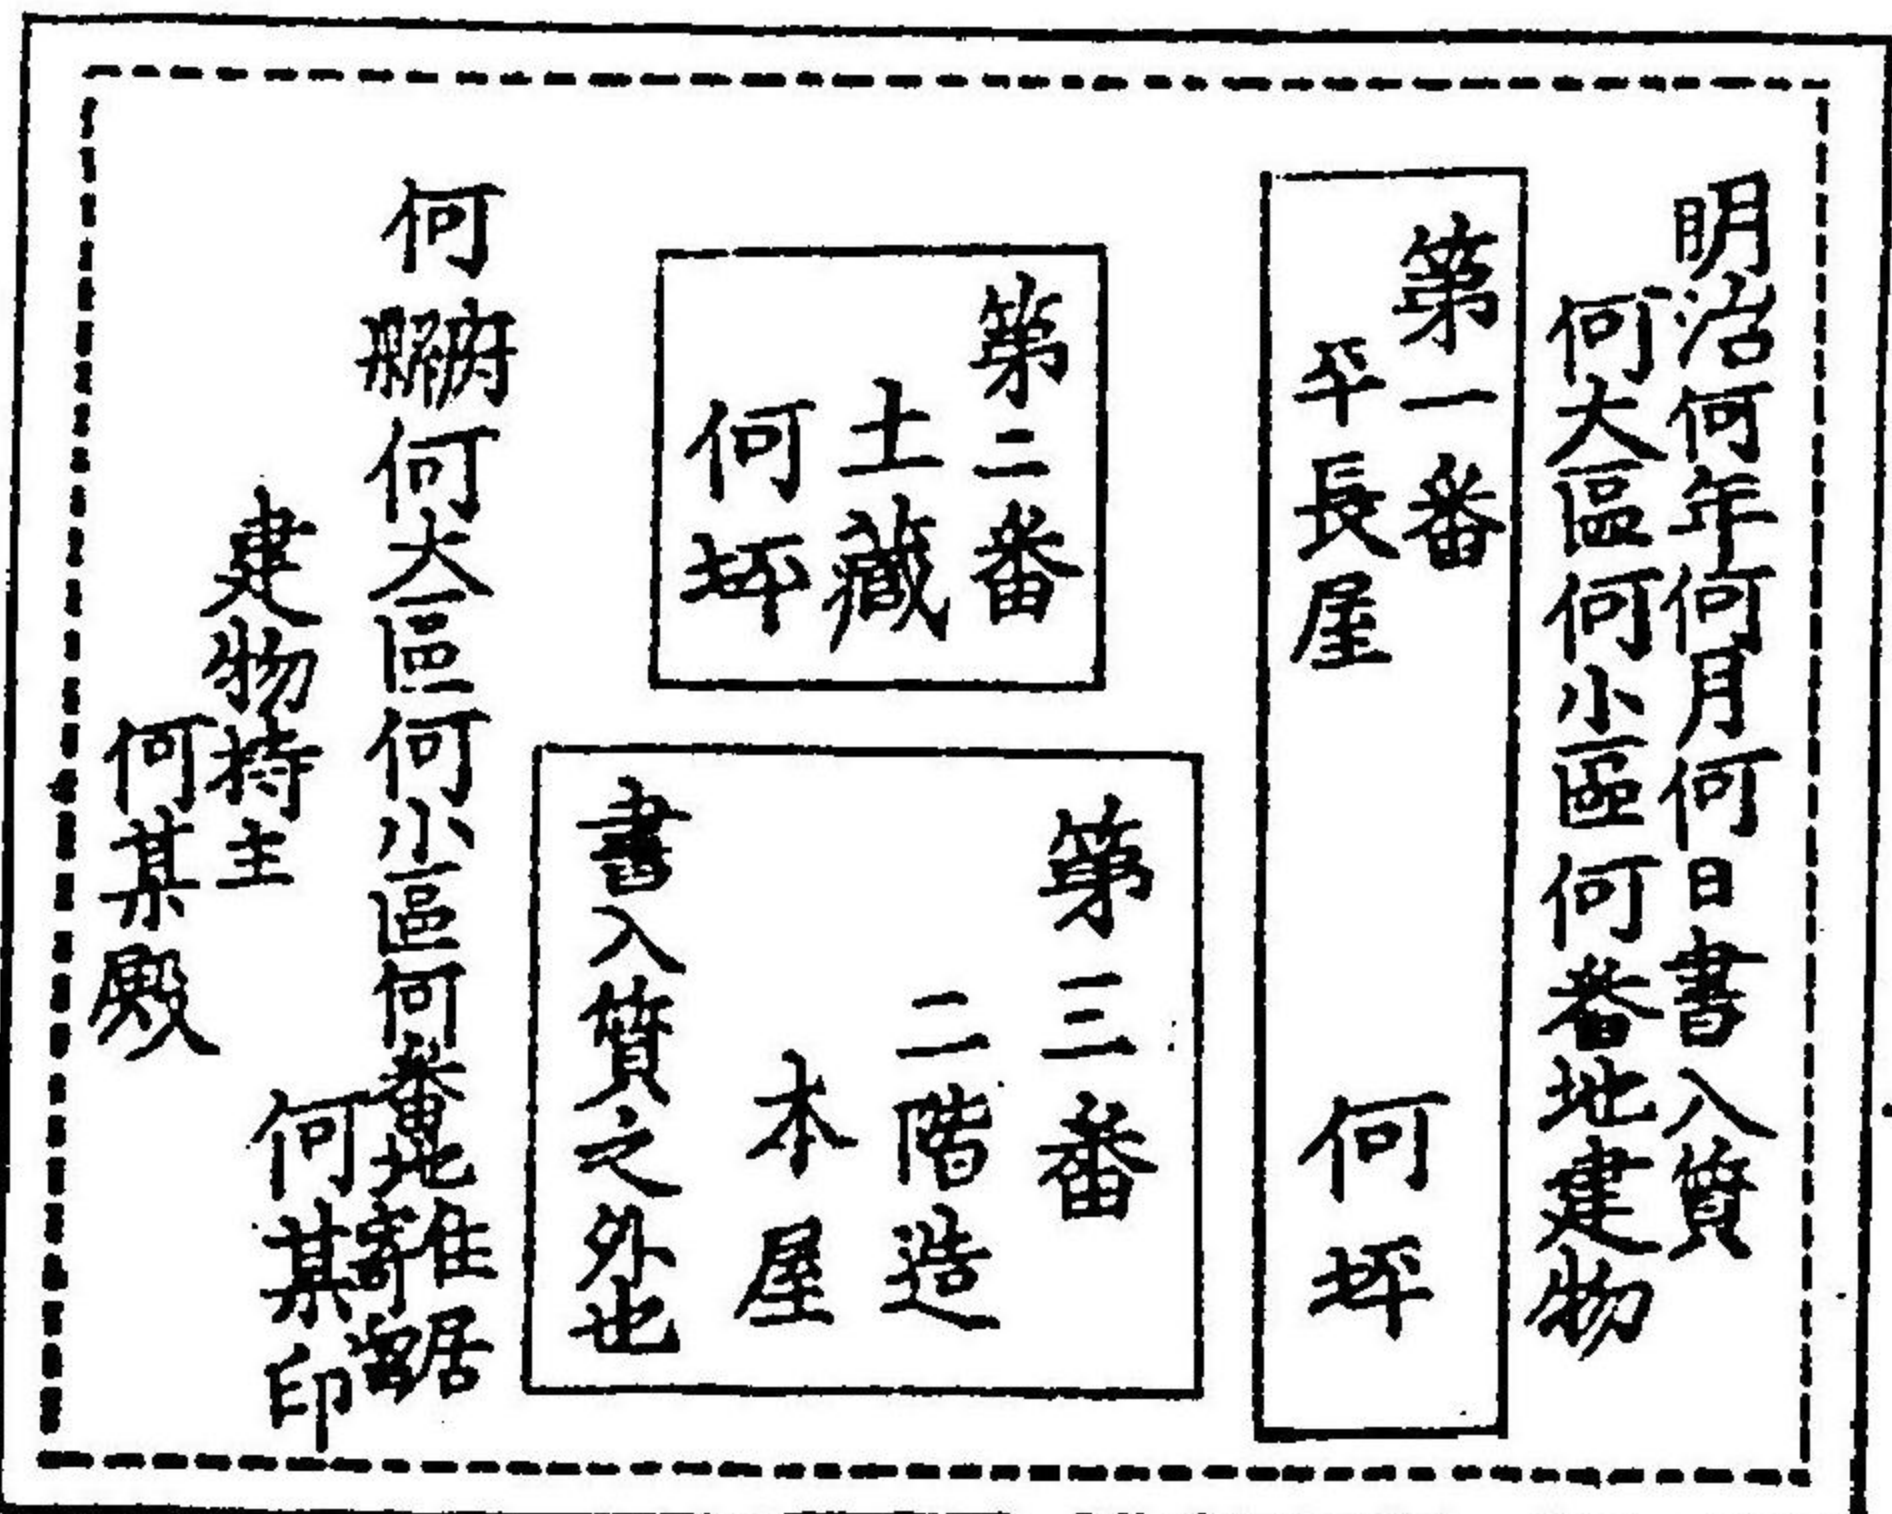 明治何年何月何日書入質
何大區何小區何番地建物
第一番
平長屋
何坪
第二番
土藏
何坪
第三番
二階造
本屋
書入質之外也
何府縣何大區何小區何番地住居寄留
何某印
建物持主
何某殿